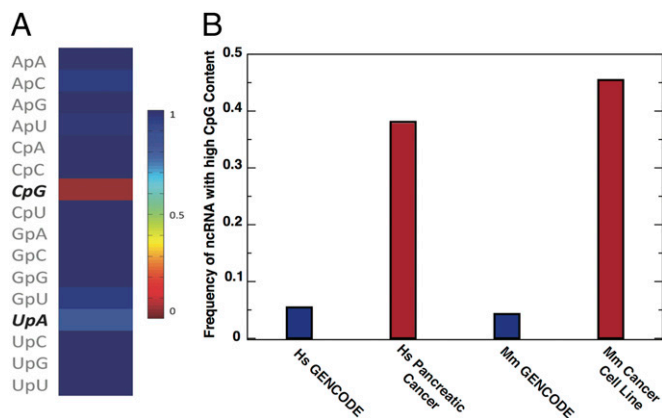 A
ApA
ApC
ApG
ApU
CpA
CpC
CpG
CpU
GpA
GpC
GpG
GpU
UpA
UpC
UpG
UpU
1
0.5
0
B
Frequency of ncRNA with high CpG Content
0.5
0.4
0.3
0.2
0.1
0
Hs GENCODE
Hs Pancreatic
Cancer
Mm GENCODE
Mm Cancer
Cell Line